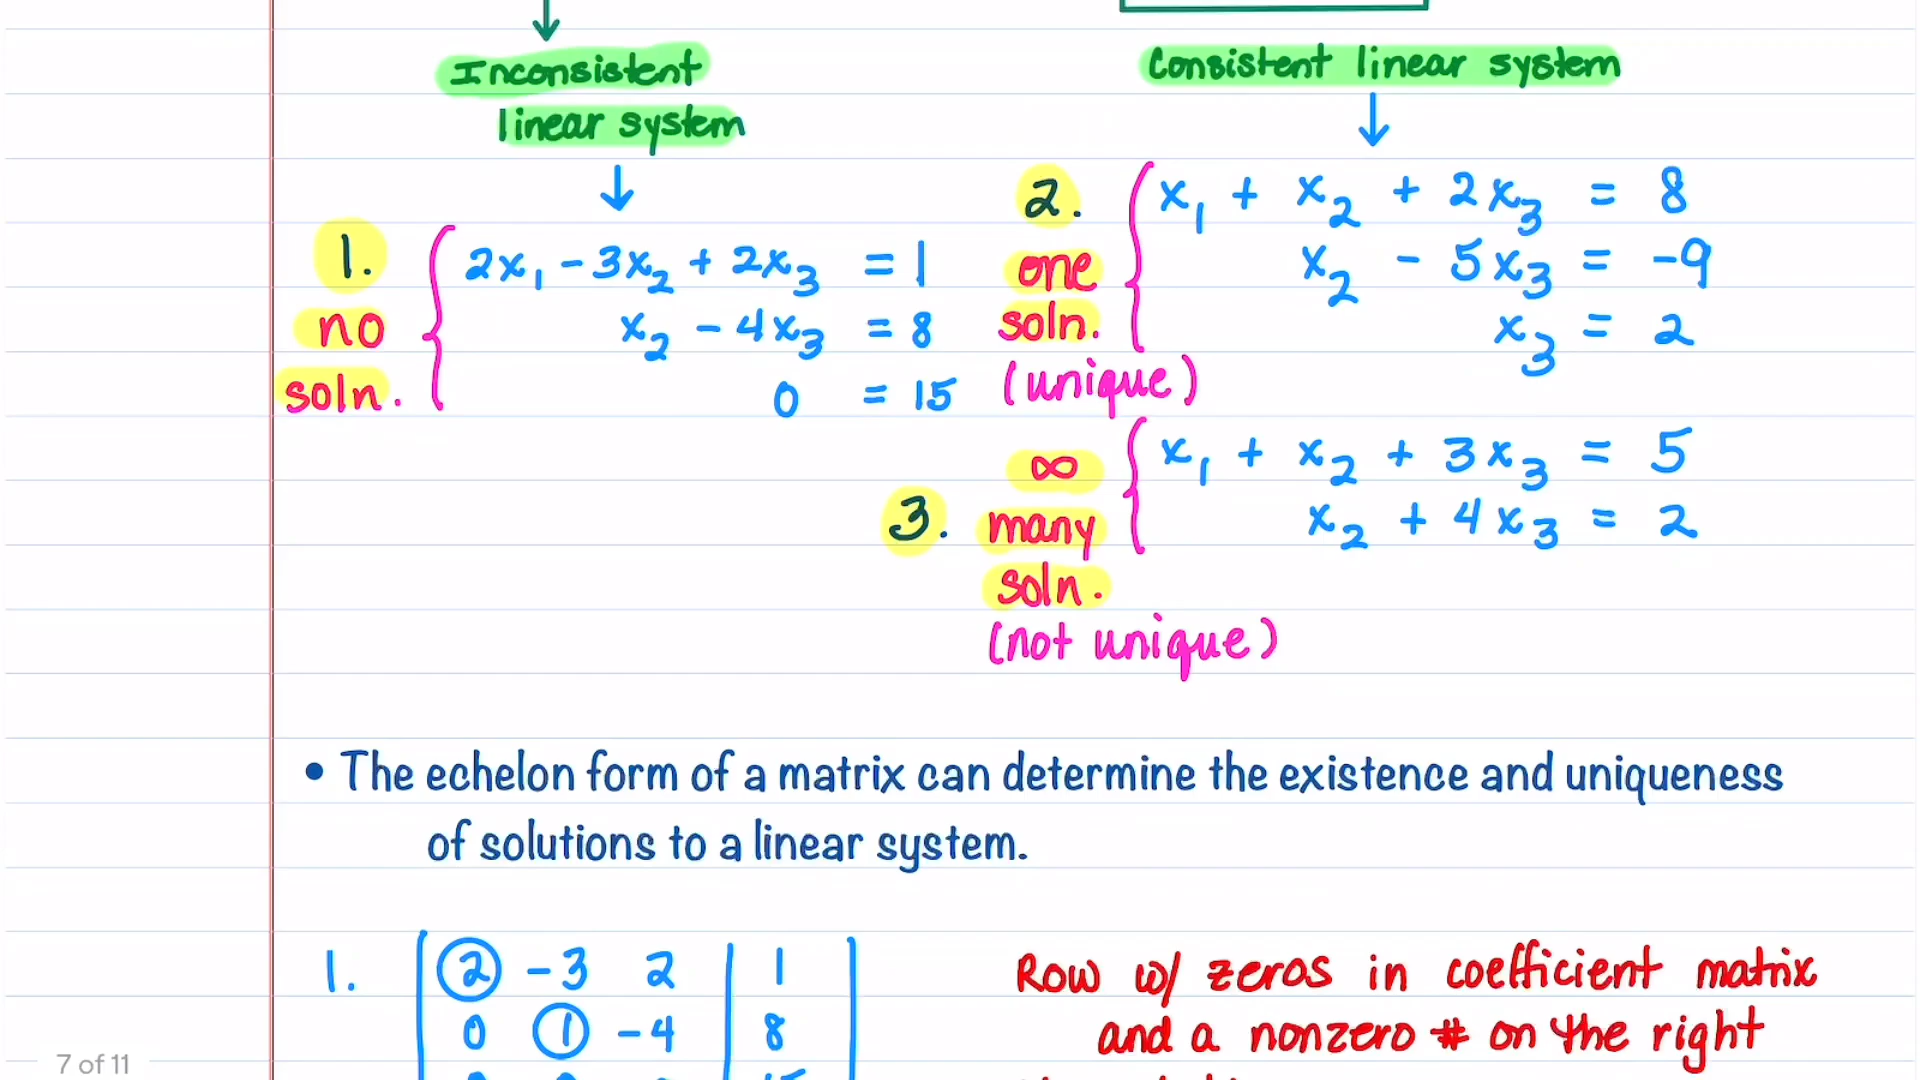 Inconsistent
linear system
1.
no
soln.
2x₁ - 3x₂ + 2x₃ = 1
x₂ - 4x₃ = 8
0 = 15
Consistent linear system
2.
one
soln.
(unique)
x₁ + x₂ + 2x₃ = 8
x₂ - 5x₃ = -9
x₃ = 2
3.
∞
many
soln.
(not unique)
x₁ + x₂ + 3x₃ = 5
x₂ + 4x₃ = 2
• The echelon form of a matrix can determine the existence and uniqueness
of solutions to a linear system.
1.
2 -3 2 | 1
0 1 -4 | 8
Row w/ zeros in coefficient matrix
and a nonzero # on the right
7 of 11